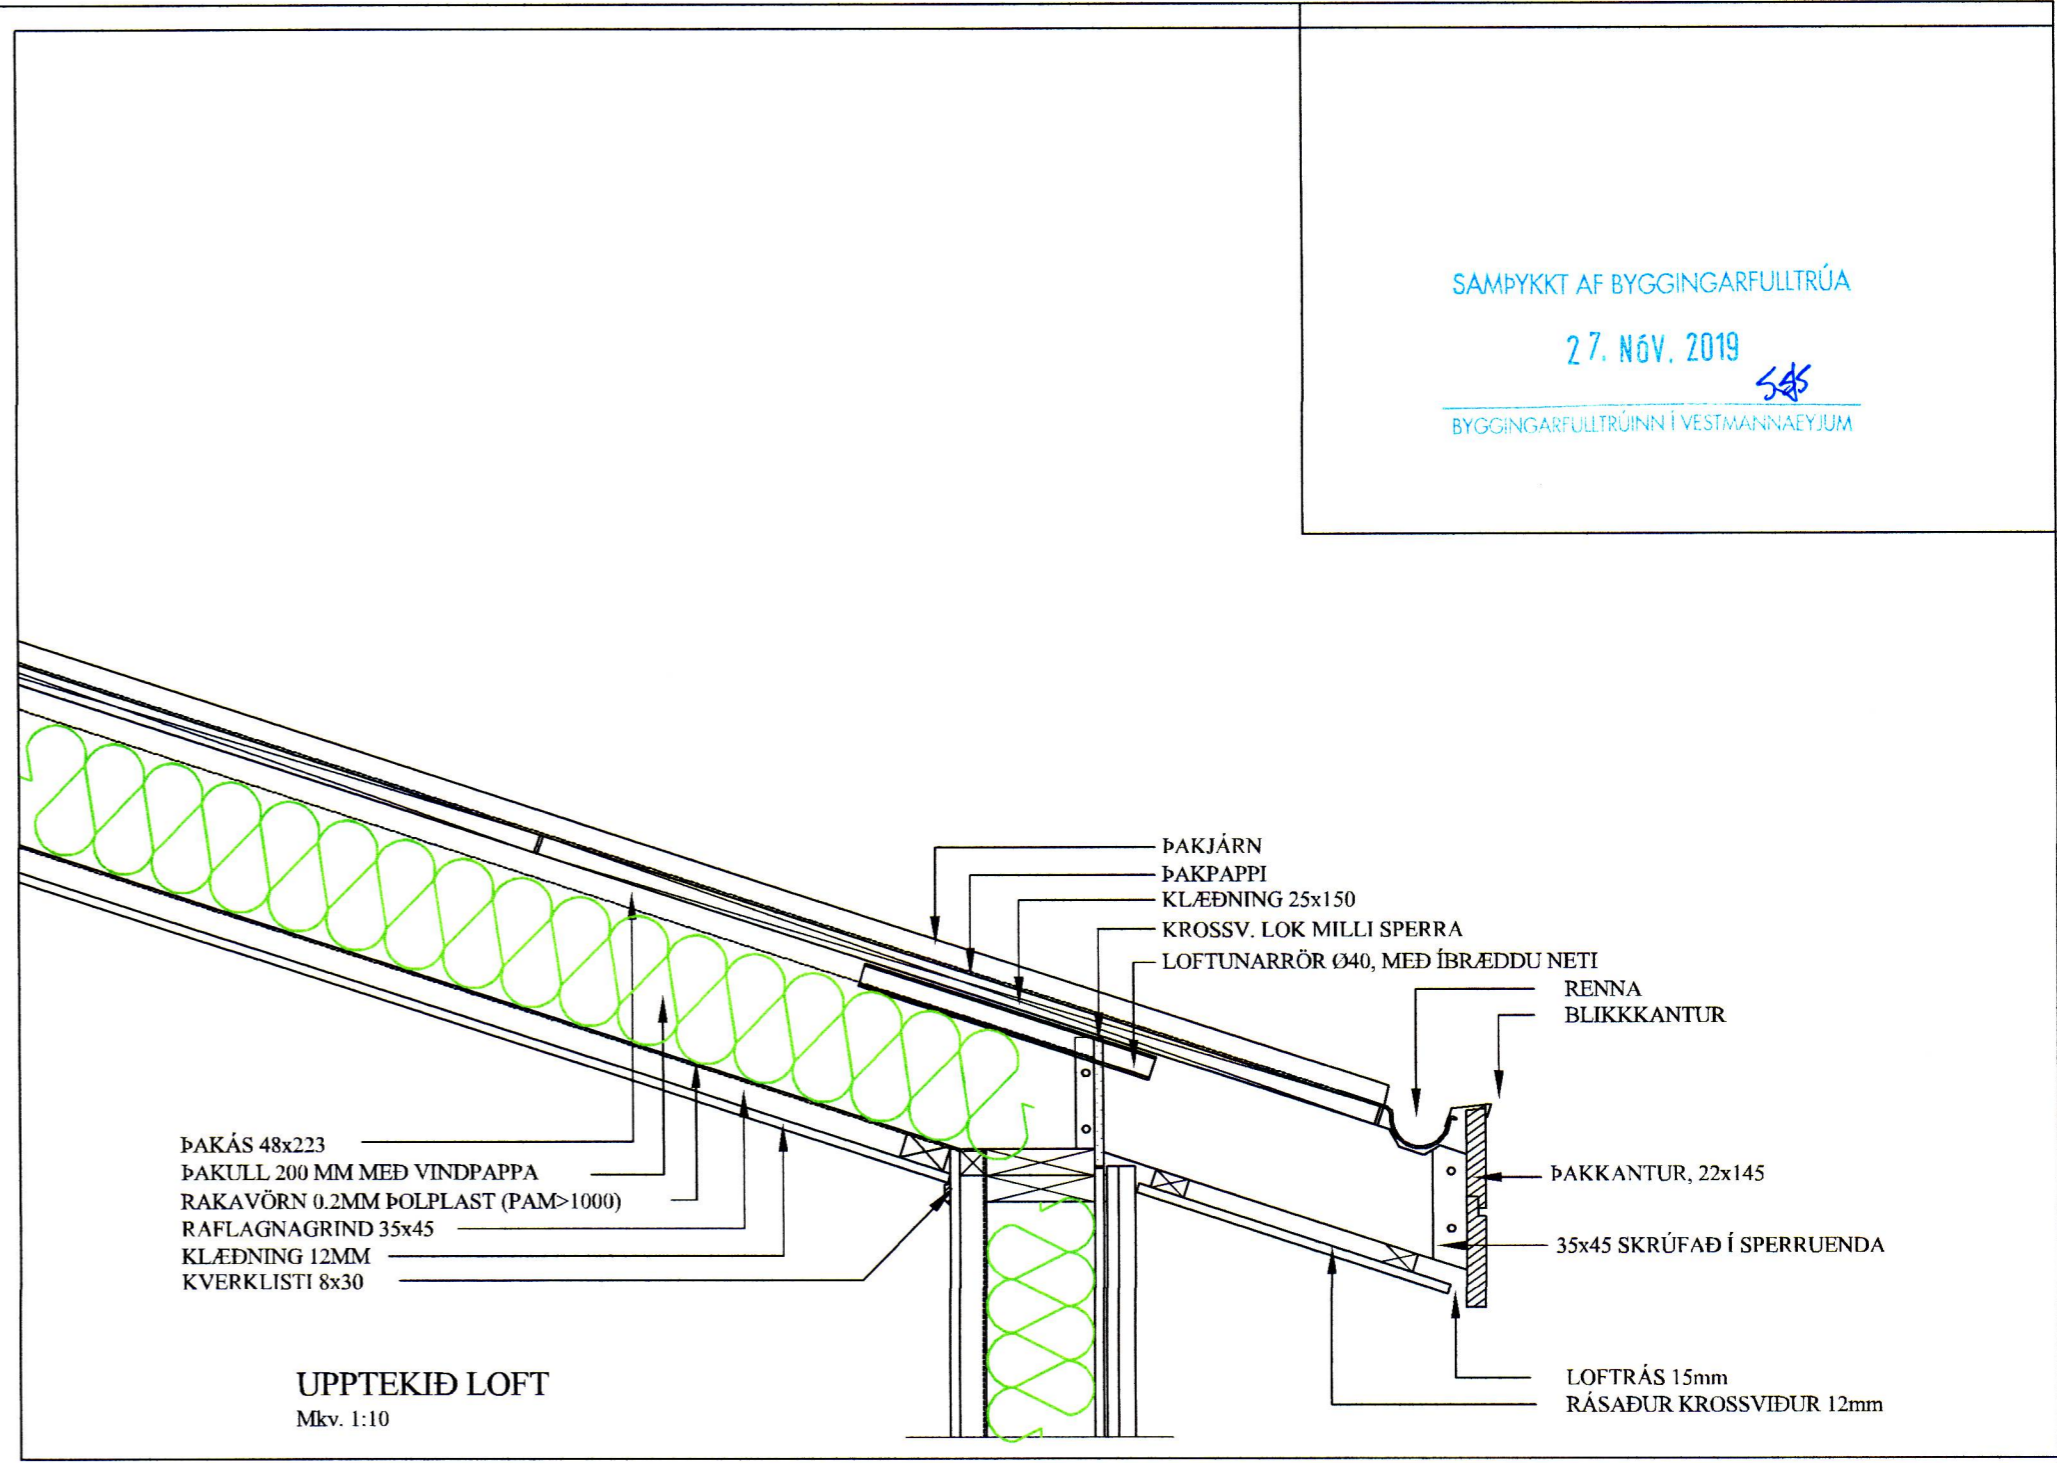 SAMÞYKKT AF BYGGINGARFULLTRÚA
27. NÓV. 2019
BYGGINGARFULLTRÚINN Í VESTMANNAEYJUM
ÞAKJÁRN
ÞAKPAPPI
KLÆÐNING 25x150
KROSSV. LOK MILLI SPERRA
LOFTUNARRÖR Ø40, MEÐ ÍBRÆDDU NETI
RENNA
BLIKKKANTUR
ÞAKÁS 48x223
ÞAKULL 200 MM MEÐ VINDPAPPA
RAKAVÖRN 0.2MM ÞOLPLAST (PAM>1000)
RAFLAGNAGRIND 35x45
KLÆÐNING 12MM
KVERKLISTI 8x30
ÞAKKANTUR, 22x145
35x45 SKRÚFAÐ Í SPERRUENDA
LOFTRÁS 15mm
RÁSAÐUR KROSSVIÐUR 12mm
UPPTEKIÐ LOFT
Mkv. 1:10